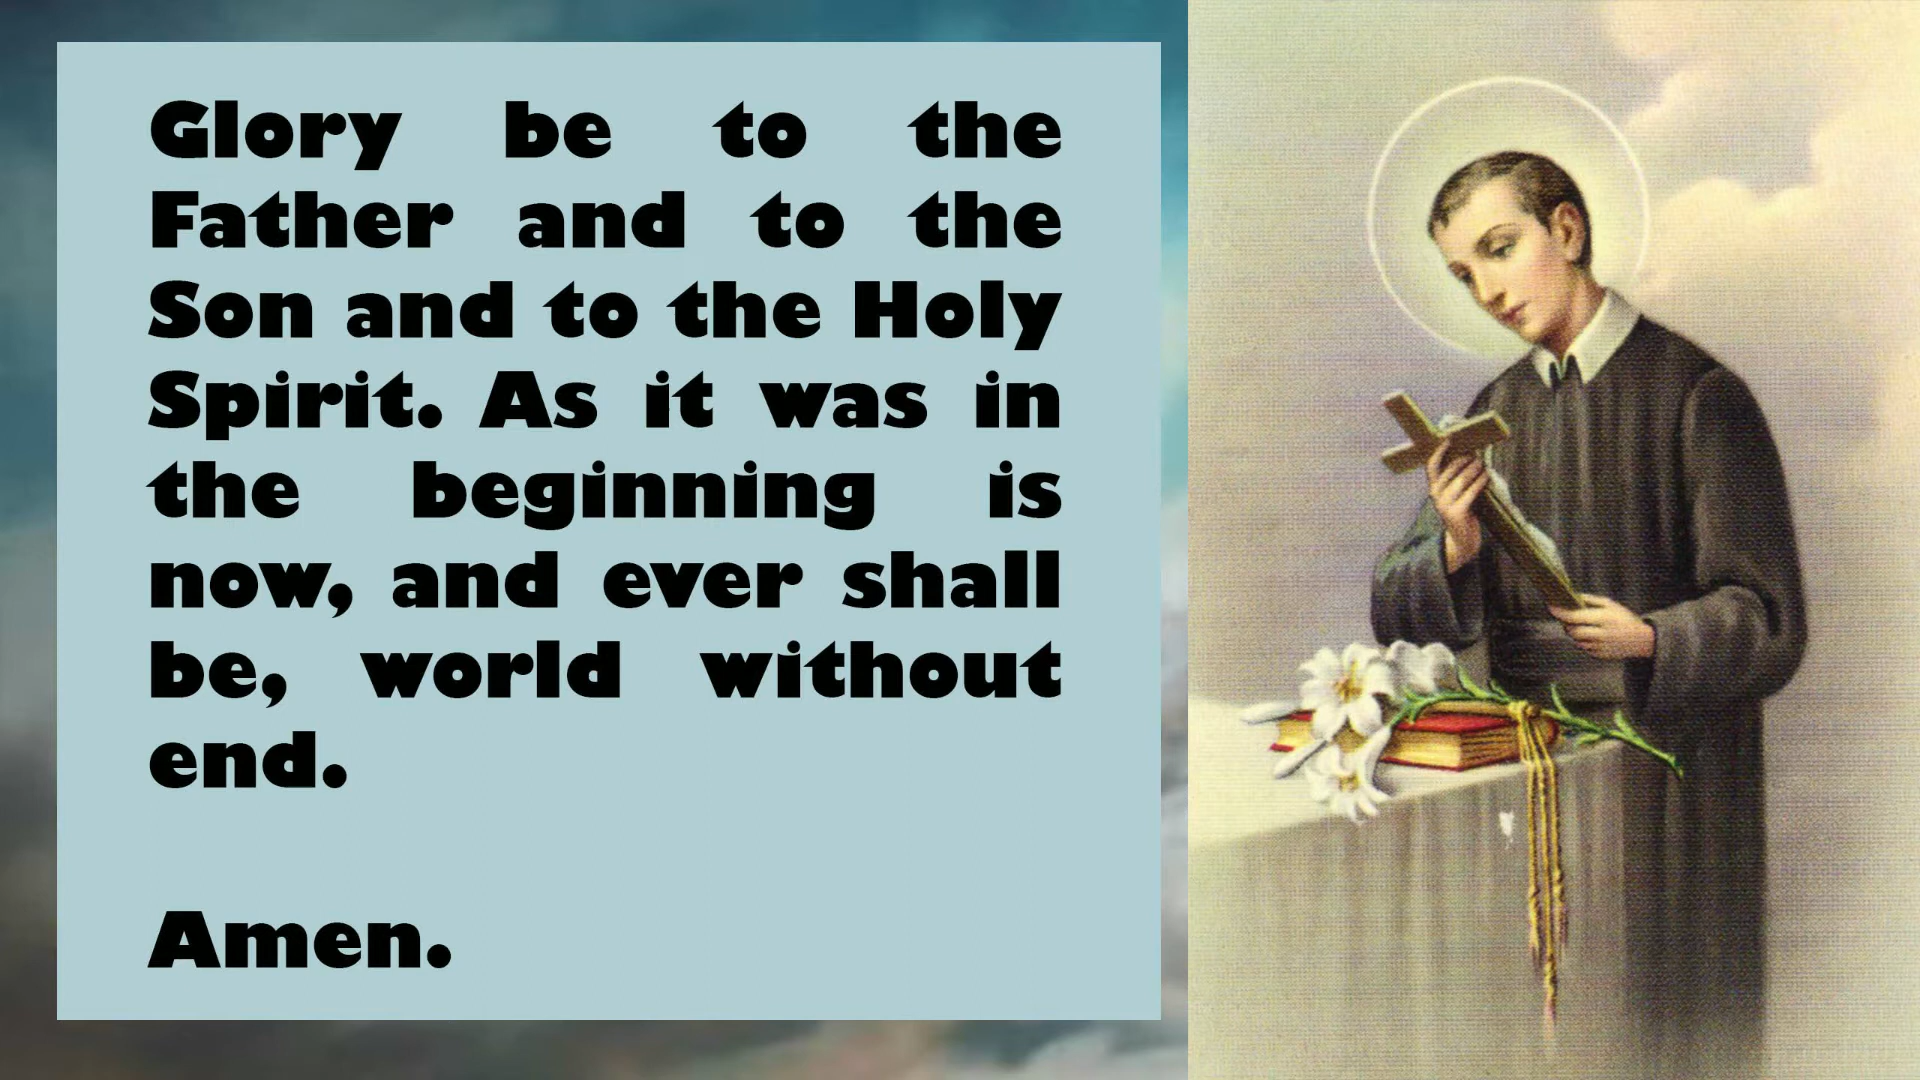 Glory be to the
Father and to the
Son and to the Holy
Spirit. As it was in
the beginning is
now, and ever shall
be, world without
end.
Amen.